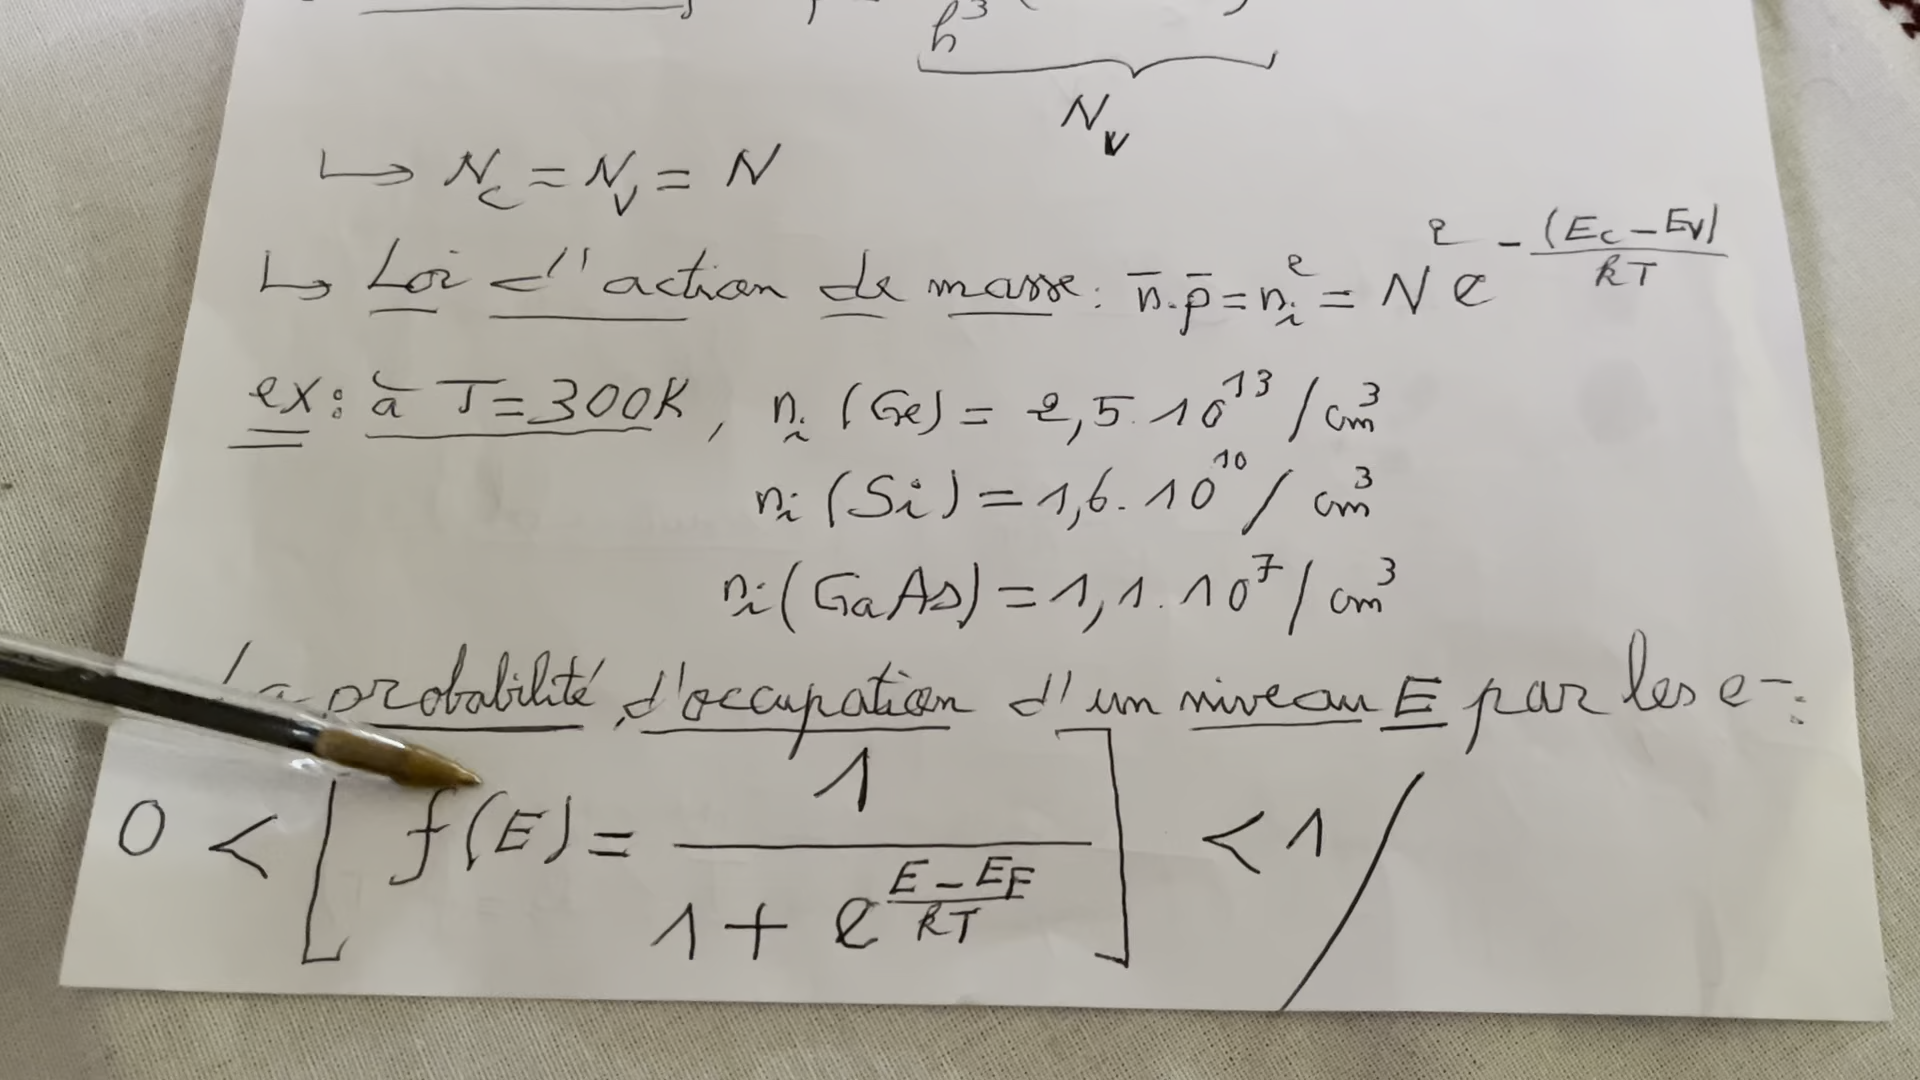 h³
N_v
↳ N_c = N_v = N
↳ Loi d'action de masse : n̅.p̅ = n_i² = N² e^{-(E_c - E_v)/kT}
ex : à T = 300K, n_i (Ge) = 2,5.10¹³ / cm³
n_i (Si) = 1,6.10¹⁰ / cm³
n_i (GaAs) = 1,1.10⁷ / cm³
La probabilité d'occupation d'un niveau E par les e⁻ :
0 < [ f(E) = 1 / (1 + e^{(E - E_F)/kT}) ] < 1 /